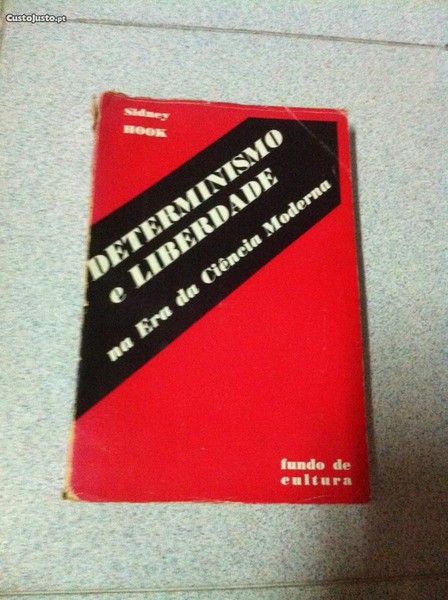 CustoJusto.pt
Sidney
HOOK
DETERMINISMO
e LIBERDADE
na Era da Ciência Moderna
fundo de
cultura